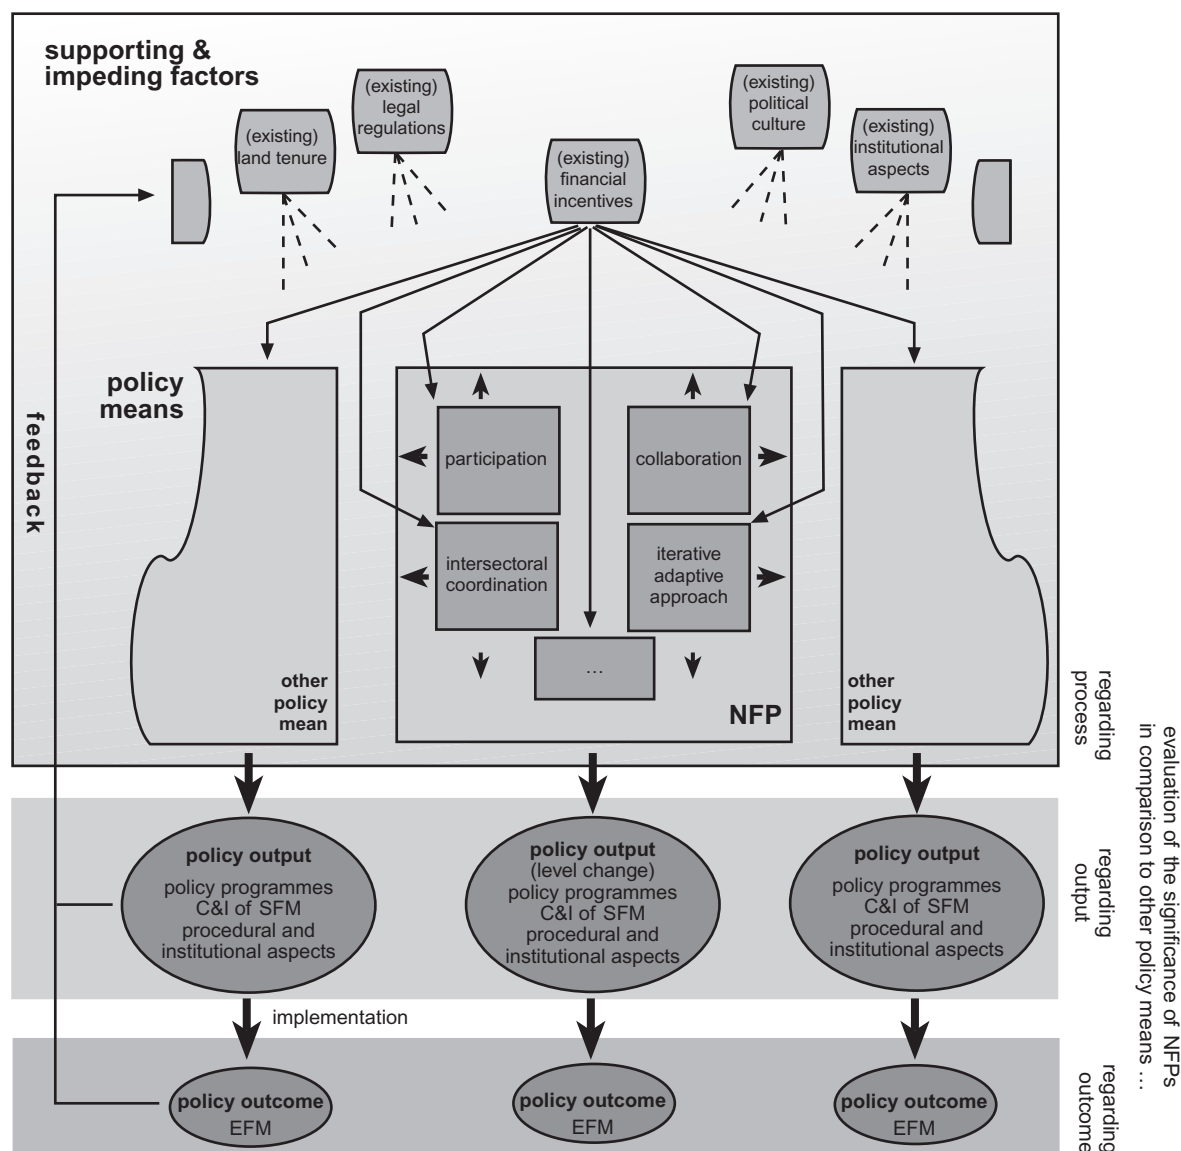 supporting &
impeding factors
(existing)
land tenure
(existing)
legal
regulations
(existing)
financial
incentives
(existing)
political
culture
(existing)
institutional
aspects
policy
means
feedback
participation
collaboration
intersectoral
coordination
iterative
adaptive
approach
...
NFP
other
policy
mean
other
policy
mean
regarding
process
policy output
policy programmes
C&I of SFM
procedural and
institutional aspects
policy output
(level change)
policy programmes
C&I of SFM
procedural and
institutional aspects
policy output
policy programmes
C&I of SFM
procedural and
institutional aspects
regarding
output
implementation
policy outcome
EFM
policy outcome
EFM
policy outcome
EFM
regarding
outcome
evaluation of the significance of NFPs
in comparison to other policy means ...